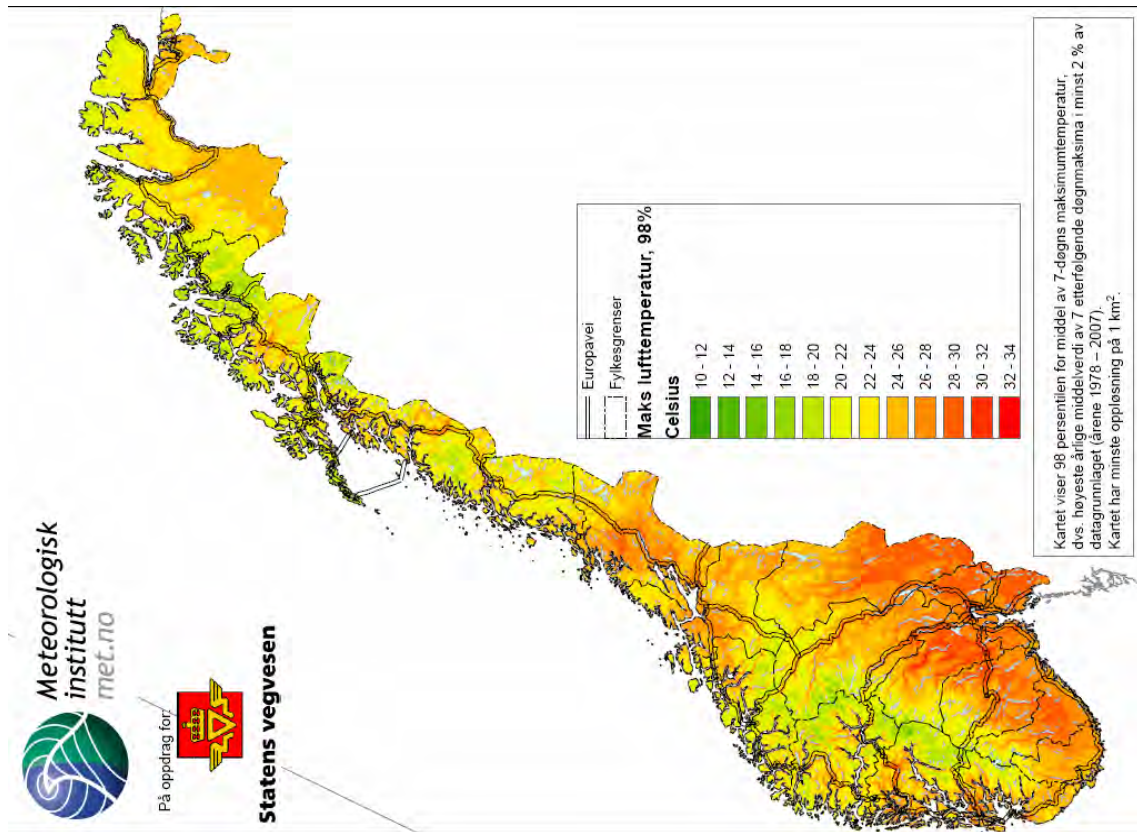 Meteorologisk
institutt
met.no
På oppdrag for:
Statens vegvesen
Europavei
Fylkesgrenser
Maks lufttemperatur, 98%
Celsius
10 - 12
12 - 14
14 - 16
16 - 18
18 - 20
20 - 22
22 - 24
24 - 26
26 - 28
28 - 30
30 - 32
32 - 34
Kartet viser 98 persentilen for middel av 7-døgns maksimumtemperatur,
dvs. høyeste årlige middelverdi av 7 etterfølgende døgnmaksima i minst 2 % av
datagrunnlaget (årene 1978 – 2007).
Kartet har minste oppløsning på 1 km².